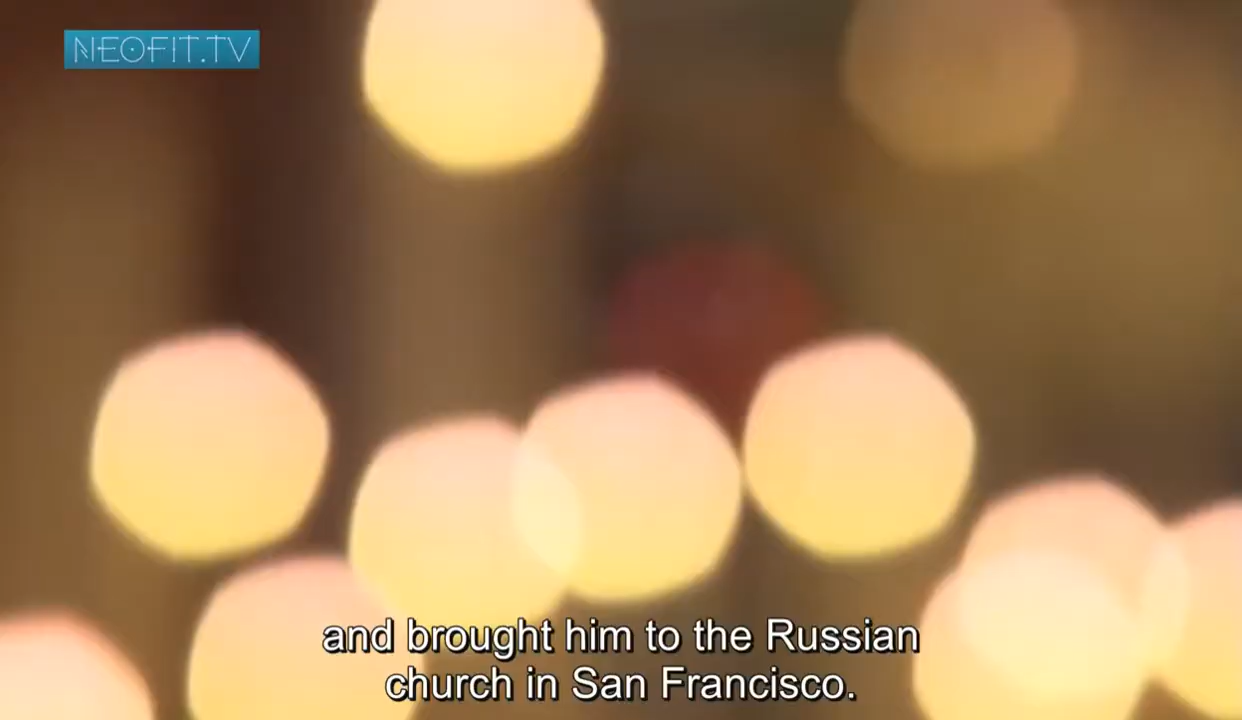 NEOFIT.TV
and brought him to the Russian
church in San Francisco.